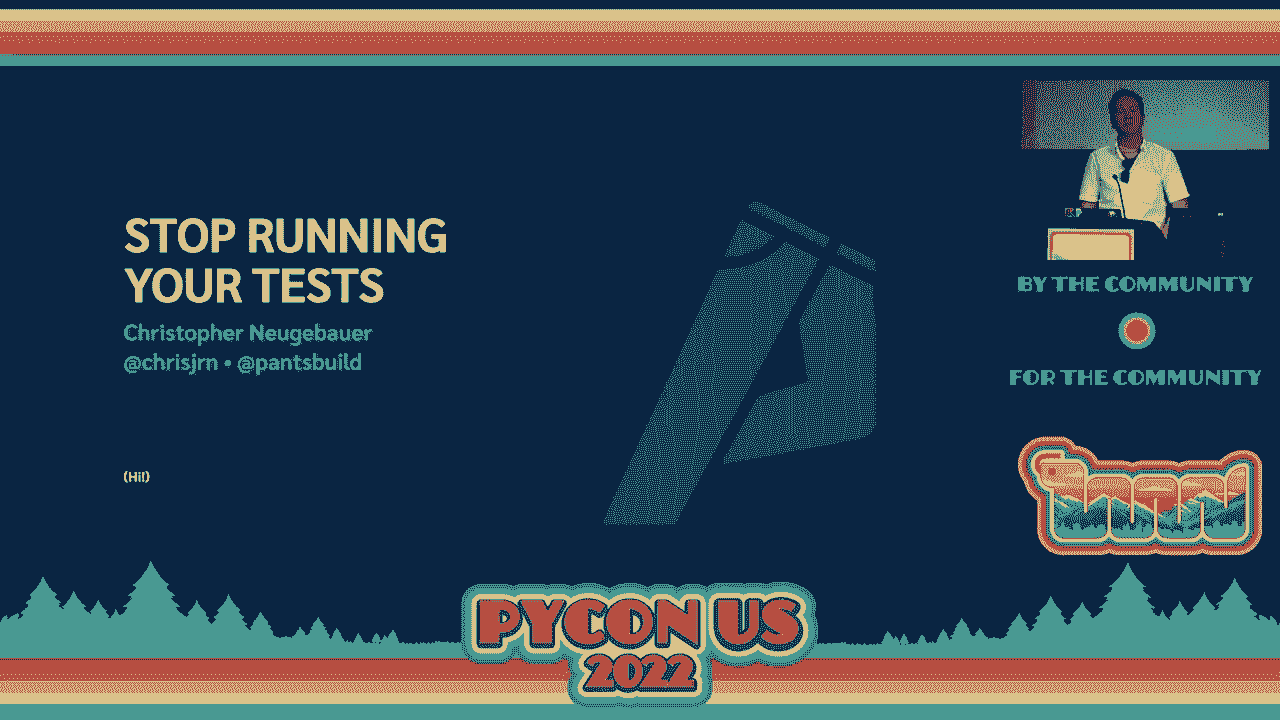 STOP RUNNING
YOUR TESTS
Christopher Neugebauer
@chrisjrn • @pantsbuild
(Hi!)
BY THE COMMUNITY
FOR THE COMMUNITY
PYCON US
2022